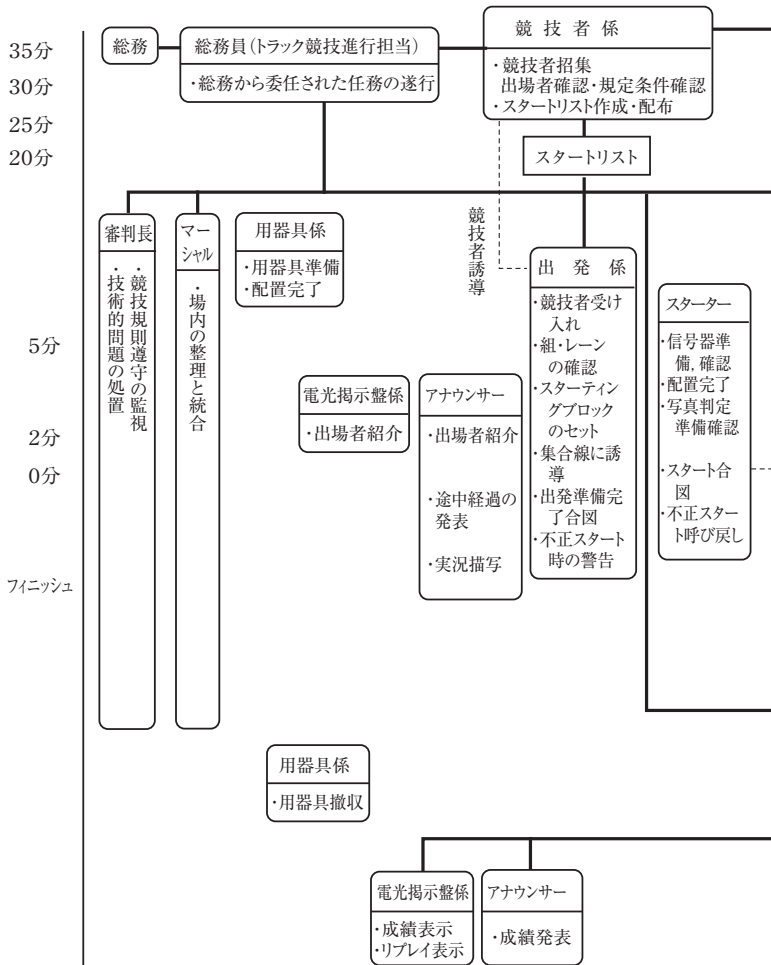 35分
30分
25分
20分
5分
2分
0分
フィニッシュ
総務
総務員(トラック競技進行担当)
・総務から委任された任務の遂行
競技者係
・競技者招集
出場者確認・規定条件確認
・スタートリスト作成・配布
スタートリスト
競技者誘導
審判長
・競技規則遵守の監視
・技術的問題の処置
マー
シャル
・場内の整理と統合
用器具係
・用器具準備
・配置完了
電光掲示盤係
・出場者紹介
アナウンサー
・出場者紹介
・途中経過の
発表
・実況描写
出発係
・競技者受け
入れ
・組・レーン
の確認
・スターティン
グブロック
のセット
・集合線に誘
導
・出発準備完
了合図
・不正スタート
時の警告
スターター
・信号器準
備,確認
・配置完了
・写真判定
準備確認
・スタート合
図
・不正スター
ト呼び戻し
用器具係
・用器具撤収
電光掲示盤係
・成績表示
・リプレイ表示
アナウンサー
・成績発表